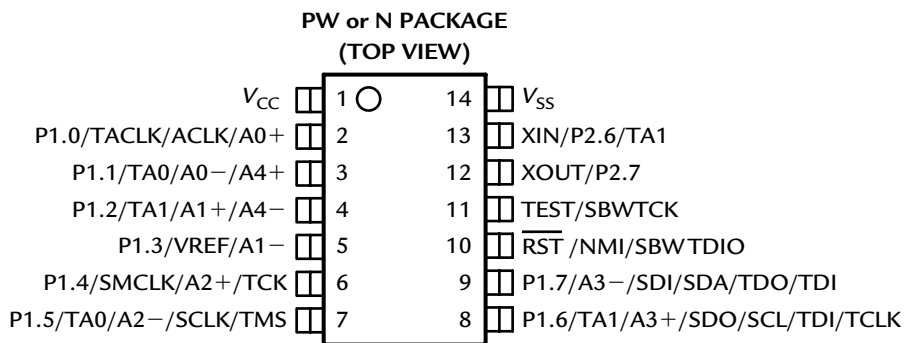 PW or N PACKAGE
(TOP VIEW)
VCC 1 14 VSS
P1.0/TACLK/ACLK/A0+ 2 13 XIN/P2.6/TA1
P1.1/TA0/A0−/A4+ 3 12 XOUT/P2.7
P1.2/TA1/A1+/A4− 4 11 TEST/SBWTCK
P1.3/VREF/A1− 5 10 RST/NMI/SBWTDIO
P1.4/SMCLK/A2+/TCK 6 9 P1.7/A3−/SDI/SDA/TDO/TDI
P1.5/TA0/A2−/SCLK/TMS 7 8 P1.6/TA1/A3+/SDO/SCL/TDI/TCLK